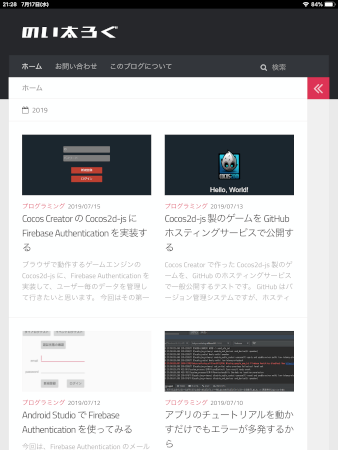 21:38 7月17日(水)
84%
のい太ろぐ
ホーム お問い合わせ このブログについて 検索
ホーム
2019
プログラミング 2019/07/15
Cocos Creator の Cocos2d-js に
Firebase Authentication を実装す
る
ブラウザで動作するゲームエンジンの
Cocos2d-js に、Firebase Authentication を
実装して、ユーザー毎のデータを管理し
て行きたいと思います。 今回はその第一
Hello, World!
プログラミング 2019/07/13
Cocos2d-js 製のゲームを GitHub
ホスティングサービスで公開す
る
Cocos Creator で作った Cocos2d-js 製のゲ
ームを、GitHub のホスティングサービス
で一般公開するテストです。 GitHub はバ
ージョン管理システムですが、ホスティ
プログラミング 2019/07/12
Android Studio で Firebase
Authentication を使ってみる
今回は、Firebase Authentication のメール
プログラミング 2019/07/10
アプリのチュートリアルを動か
すだけでもエラーが多発するか
ら